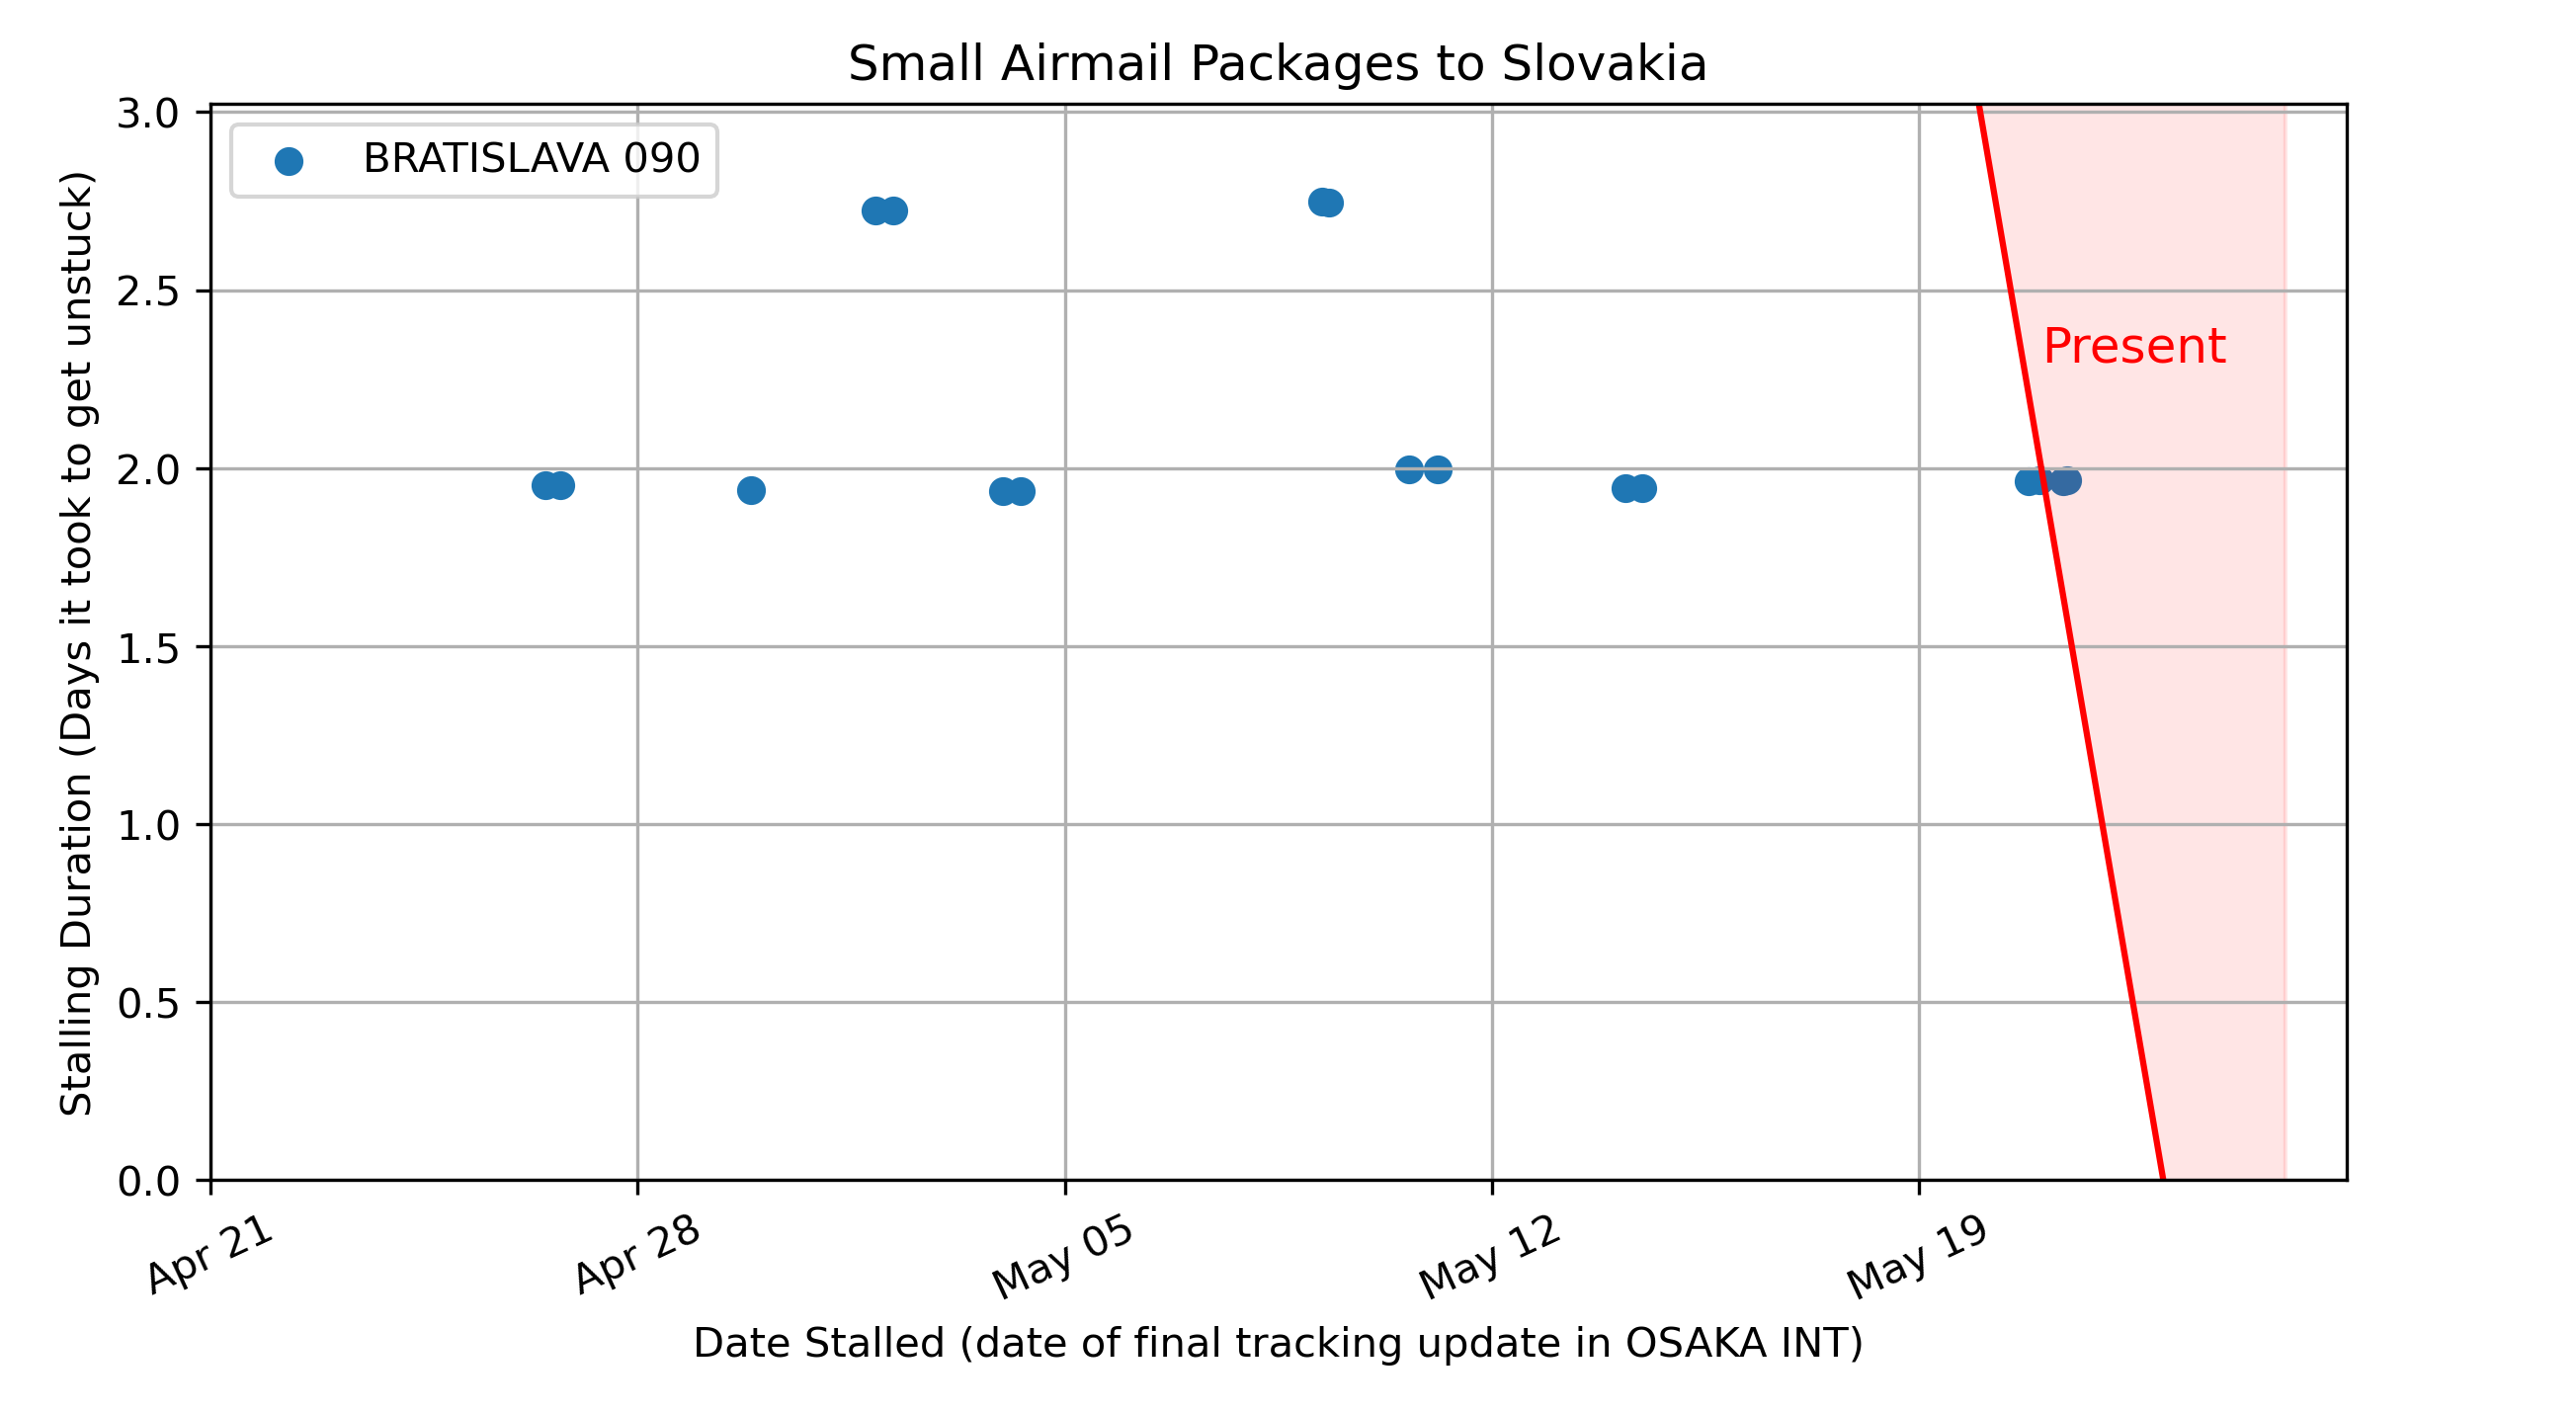 Small Airmail Packages to Slovakia
BRATISLAVA 090
Present
Stalling Duration (Days it took to get unstuck)
3.0
2.5
2.0
1.5
1.0
0.5
0.0
Apr 21
Apr 28
May 05
May 12
May 19
Date Stalled (date of final tracking update in OSAKA INT)